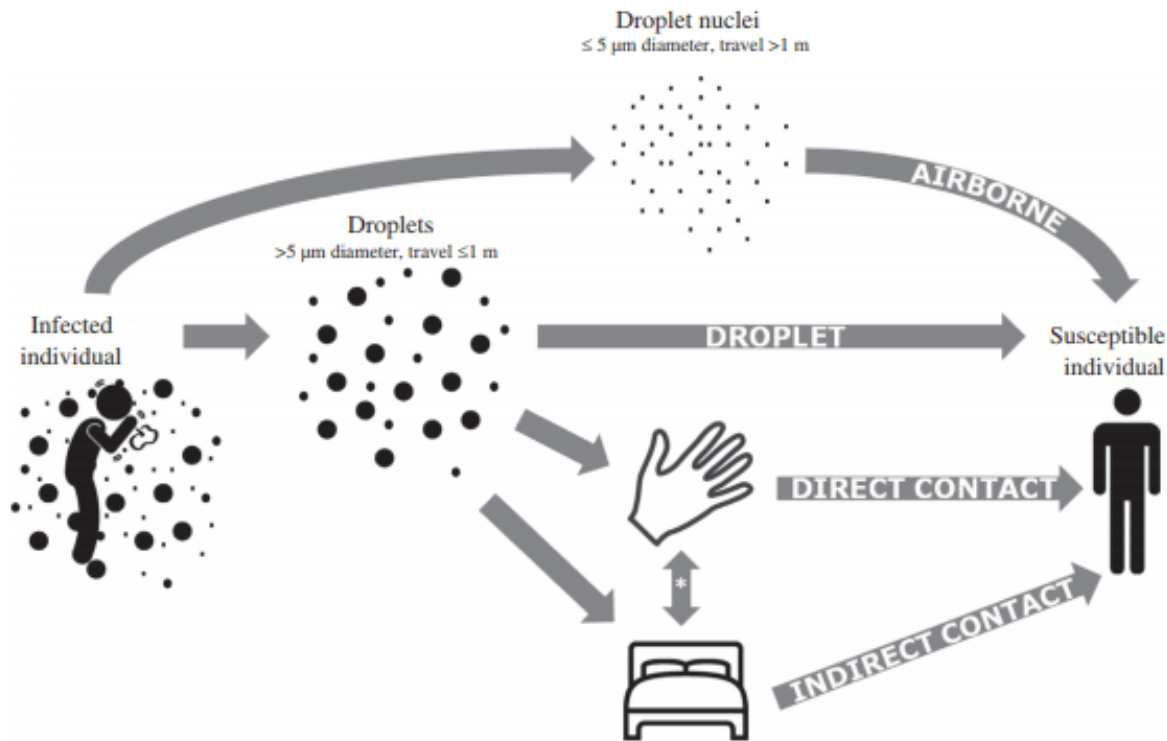 Droplet nuclei
≤ 5 μm diameter, travel >1 m
AIRBORNE
Droplets
>5 μm diameter, travel ≤1 m
Infected
individual
DROPLET
Susceptible
individual
DIRECT CONTACT
*
INDIRECT CONTACT